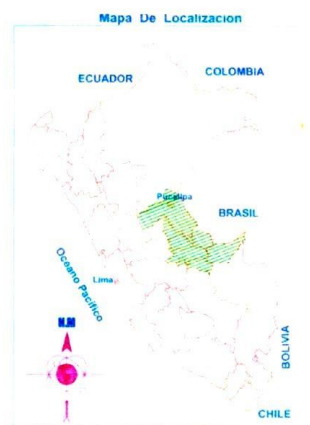 Mapa De Localizacion
ECUADOR
COLOMBIA
Pucallpa
BRASIL
Oceano Pacifico
Lima
N.M
BOLIVIA
CHILE